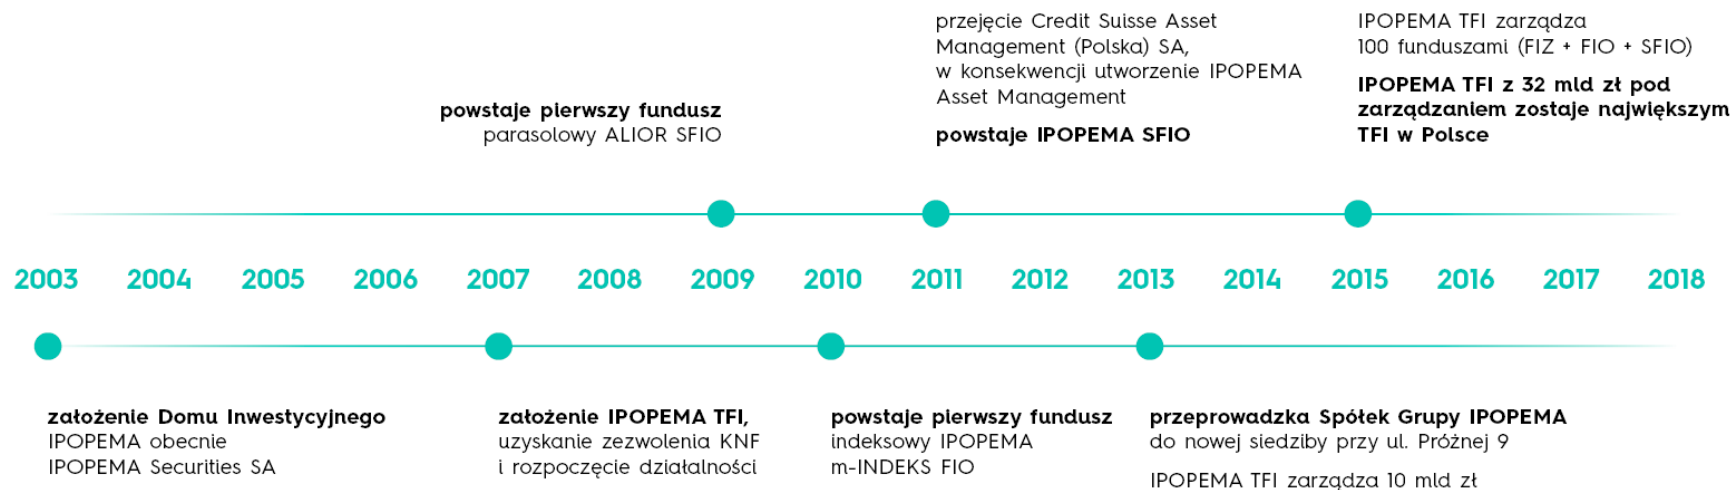 przejęcie Credit Suisse Asset
Management (Polska) SA,
w konsekwencji utworzenie IPOPEMA
Asset Management
powstaje IPOPEMA SFIO
IPOPEMA TFI zarządza
100 funduszami (FIZ + FIO + SFIO)
IPOPEMA TFI z 32 mld zł pod
zarządzaniem zostaje największym
TFI w Polsce
powstaje pierwszy fundusz
parasolowy ALIOR SFIO
2003 2004 2005 2006 2007 2008 2009 2010 2011 2012 2013 2014 2015 2016 2017 2018
założenie Domu Inwestycyjnego
IPOPEMA obecnie
IPOPEMA Securities SA
założenie IPOPEMA TFI,
uzyskanie zezwolenia KNF
i rozpoczęcie działalności
powstaje pierwszy fundusz
indeksowy IPOPEMA
m-INDEKS FIO
przeprowadzka Spółek Grupy IPOPEMA
do nowej siedziby przy ul. Próżnej 9
IPOPEMA TFI zarządza 10 mld zł